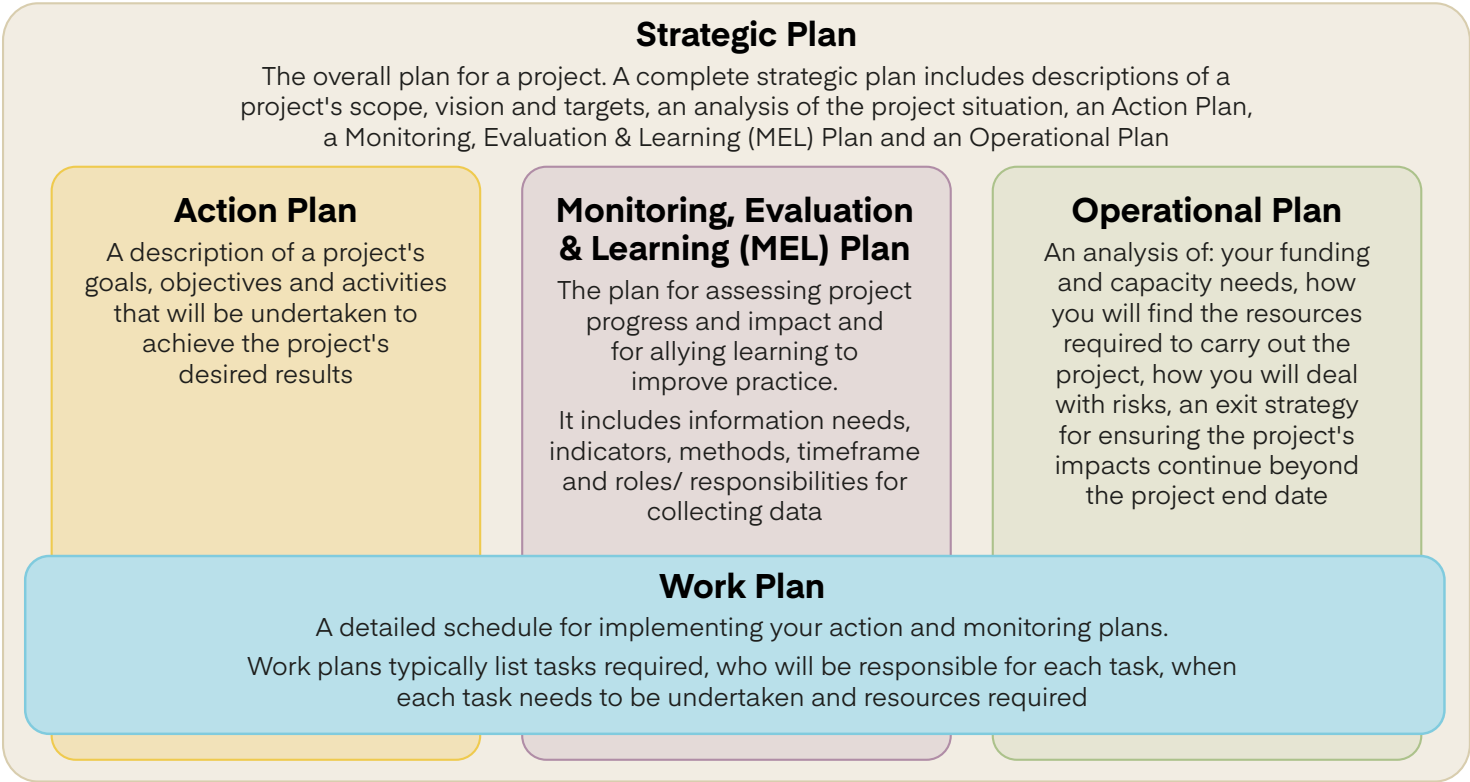 Strategic Plan
The overall plan for a project. A complete strategic plan includes descriptions of a
project's scope, vision and targets, an analysis of the project situation, an Action Plan,
a Monitoring, Evaluation & Learning (MEL) Plan and an Operational Plan
Action Plan
A description of a project's
goals, objectives and activities
that will be undertaken to
achieve the project's
desired results
Monitoring, Evaluation
& Learning (MEL) Plan
The plan for assessing project
progress and impact and
for allying learning to
improve practice.
It includes information needs,
indicators, methods, timeframe
and roles/ responsibilities for
collecting data
Operational Plan
An analysis of: your funding
and capacity needs, how
you will find the resources
required to carry out the
project, how you will deal
with risks, an exit strategy
for ensuring the project's
impacts continue beyond
the project end date
Work Plan
A detailed schedule for implementing your action and monitoring plans.
Work plans typically list tasks required, who will be responsible for each task, when
each task needs to be undertaken and resources required